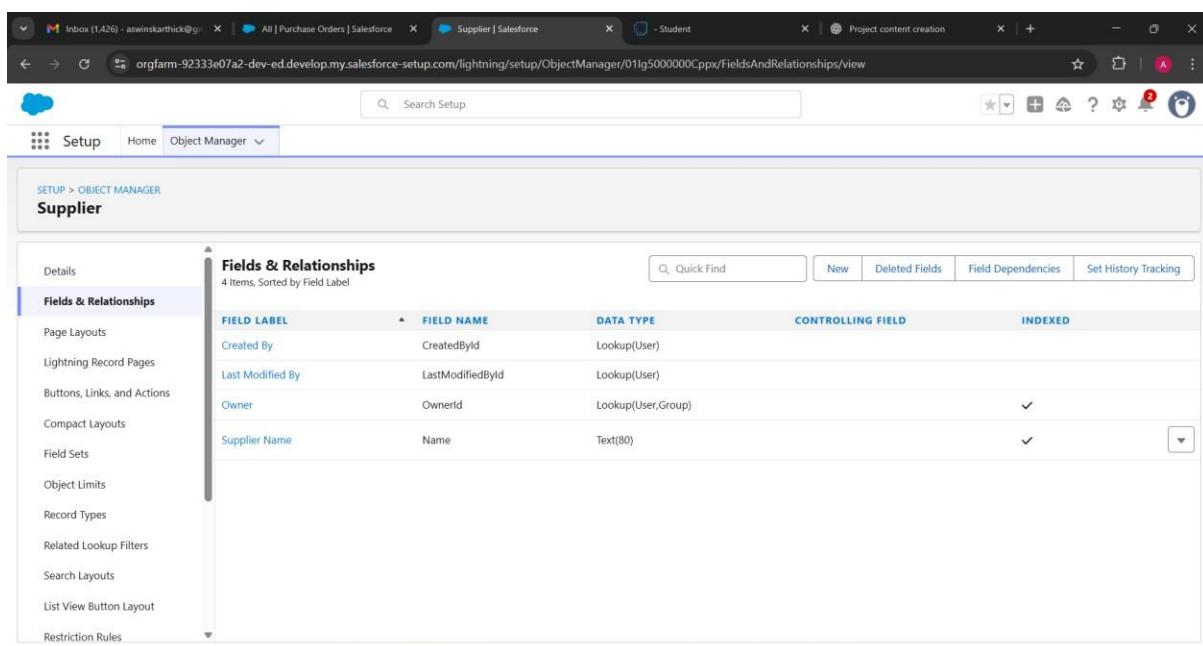 Inbox (1,426) - aswinskarthick@gn
All | Purchase Orders | Salesforce
Supplier | Salesforce
- Student
Project content creation
orgfarm-92333e07a2-dev-ed.develop.my.salesforce-setup.com/lightning/setup/ObjectManager/01Ig5000000Cppx/FieldsAndRelationships/view
A
Search Setup
2
Setup
Home
Object Manager
SETUP > OBJECT MANAGER
Supplier
Details
Fields & Relationships
Page Layouts
Lightning Record Pages
Buttons, Links, and Actions
Compact Layouts
Field Sets
Object Limits
Record Types
Related Lookup Filters
Search Layouts
List View Button Layout
Restriction Rules
Fields & Relationships
4 Items, Sorted by Field Label
Quick Find
New
Deleted Fields
Field Dependencies
Set History Tracking
FIELD LABEL FIELD NAME DATA TYPE CONTROLLING FIELD INDEXED
Created By CreatedById Lookup(User)
Last Modified By LastModifiedById Lookup(User)
Owner OwnerId Lookup(User,Group)
Supplier Name Name Text(80)